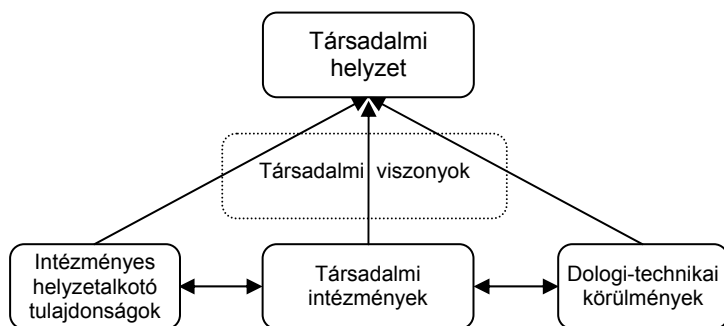 Társadalmi
helyzet
Társadalmi viszonyok
Intézményes
helyzetalkotó
tulajdonságok
Társadalmi
intézmények
Dologi-technikai
körülmények